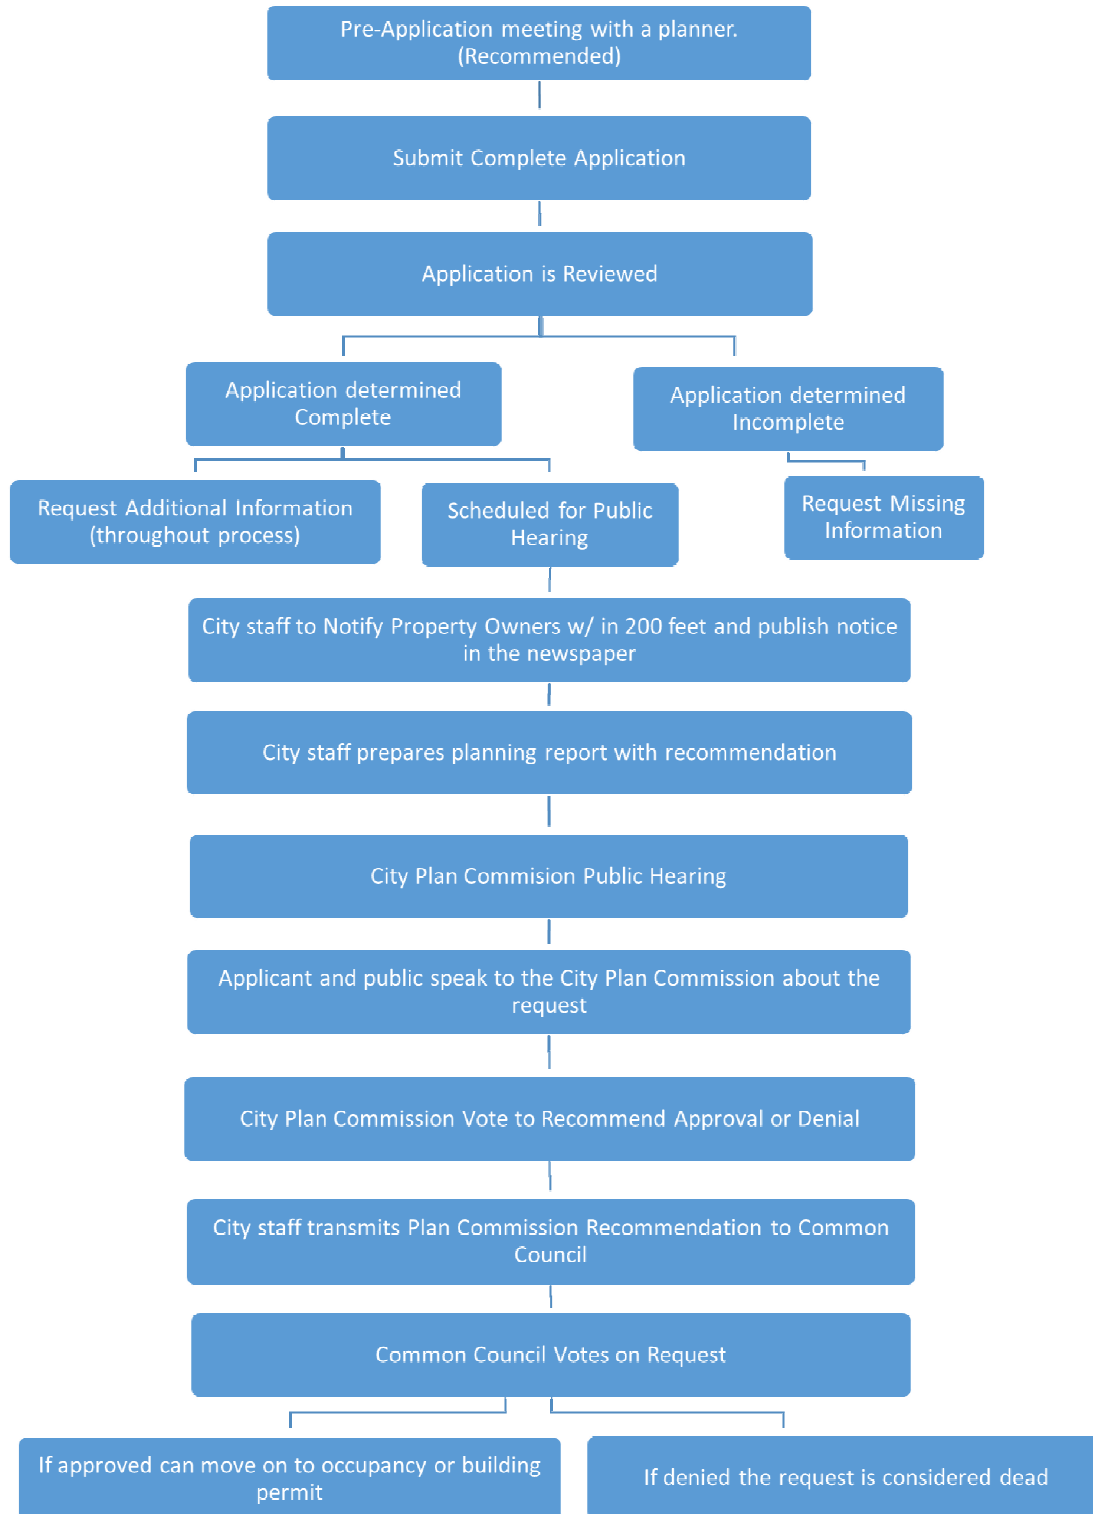 Pre-Application meeting with a planner.
(Recommended)
Submit Complete Application
Application is Reviewed
Application determined
Complete
Application determined
Incomplete
Request Additional Information
(throughout process)
Scheduled for Public
Hearing
Request Missing
Information
City staff to Notify Property Owners w/ in 200 feet and publish notice
in the newspaper
City staff prepares planning report with recommendation
City Plan Commision Public Hearing
Applicant and public speak to the City Plan Commission about the
request
City Plan Commission Vote to Recommend Approval or Denial
City staff transmits Plan Commission Recommendation to Common
Council
Common Council Votes on Request
If approved can move on to occupancy or building
permit
If denied the request is considered dead